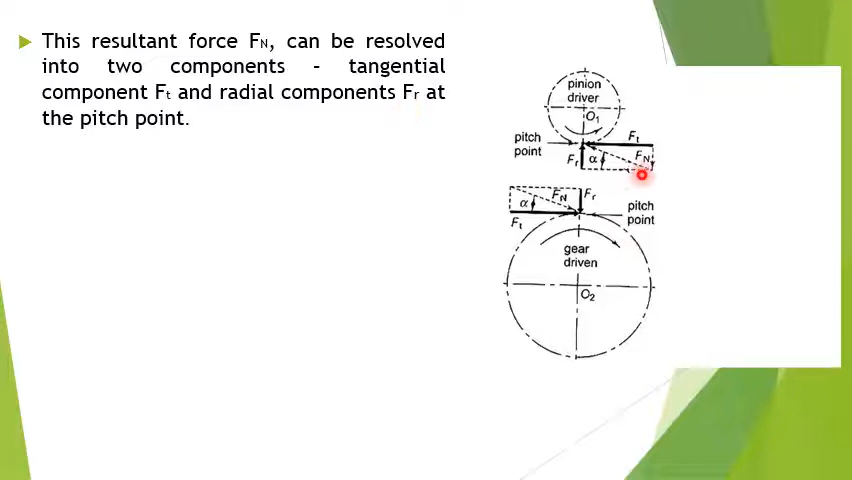 This resultant force FN, can be resolved
into two components – tangential
component Ft and radial components Fr at
the pitch point.
pinion
driver
O1
pitch
point
Ft
Fr
α
FN
FN
Fr
α
Ft
pitch
point
gear
driven
O2